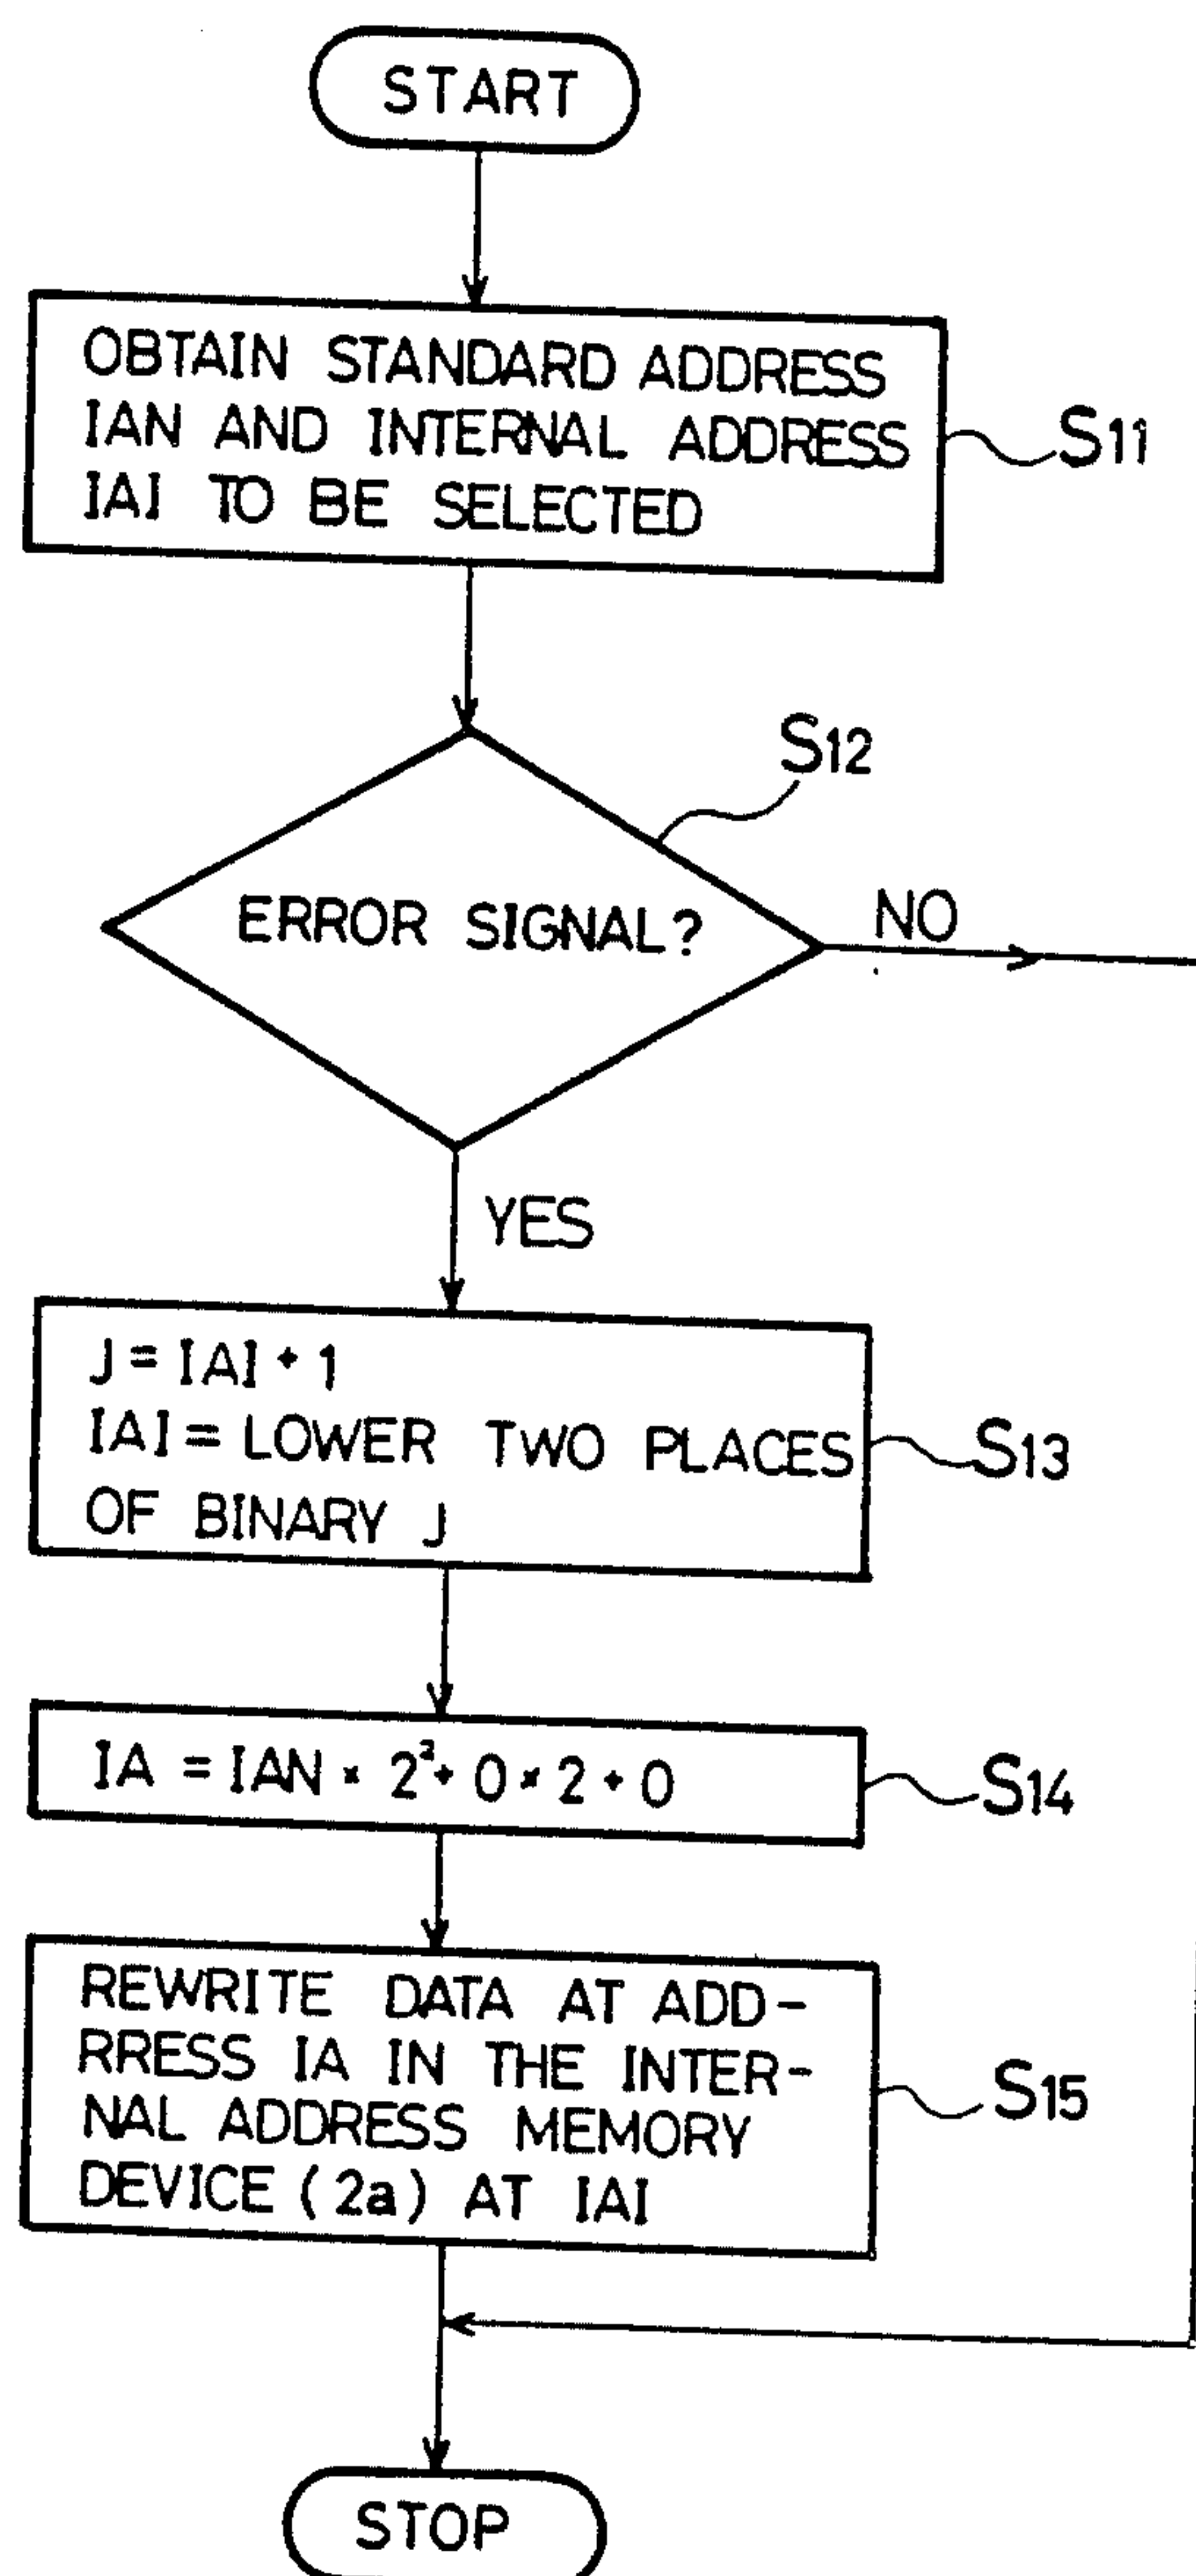 START
OBTAIN STANDARD ADDRESS
IAN AND INTERNAL ADDRESS
IAI TO BE SELECTED
S11
S12
ERROR SIGNAL?
NO
YES
J = IAI + 1
IAI = LOWER TWO PLACES
OF BINARY J
S13
IA = IAN × 2² + 0 × 2 + 0
S14
REWRITE DATA AT ADD-
RRESS IA IN THE INTER-
NAL ADDRESS MEMORY
DEVICE (2a) AT IAI
S15
STOP